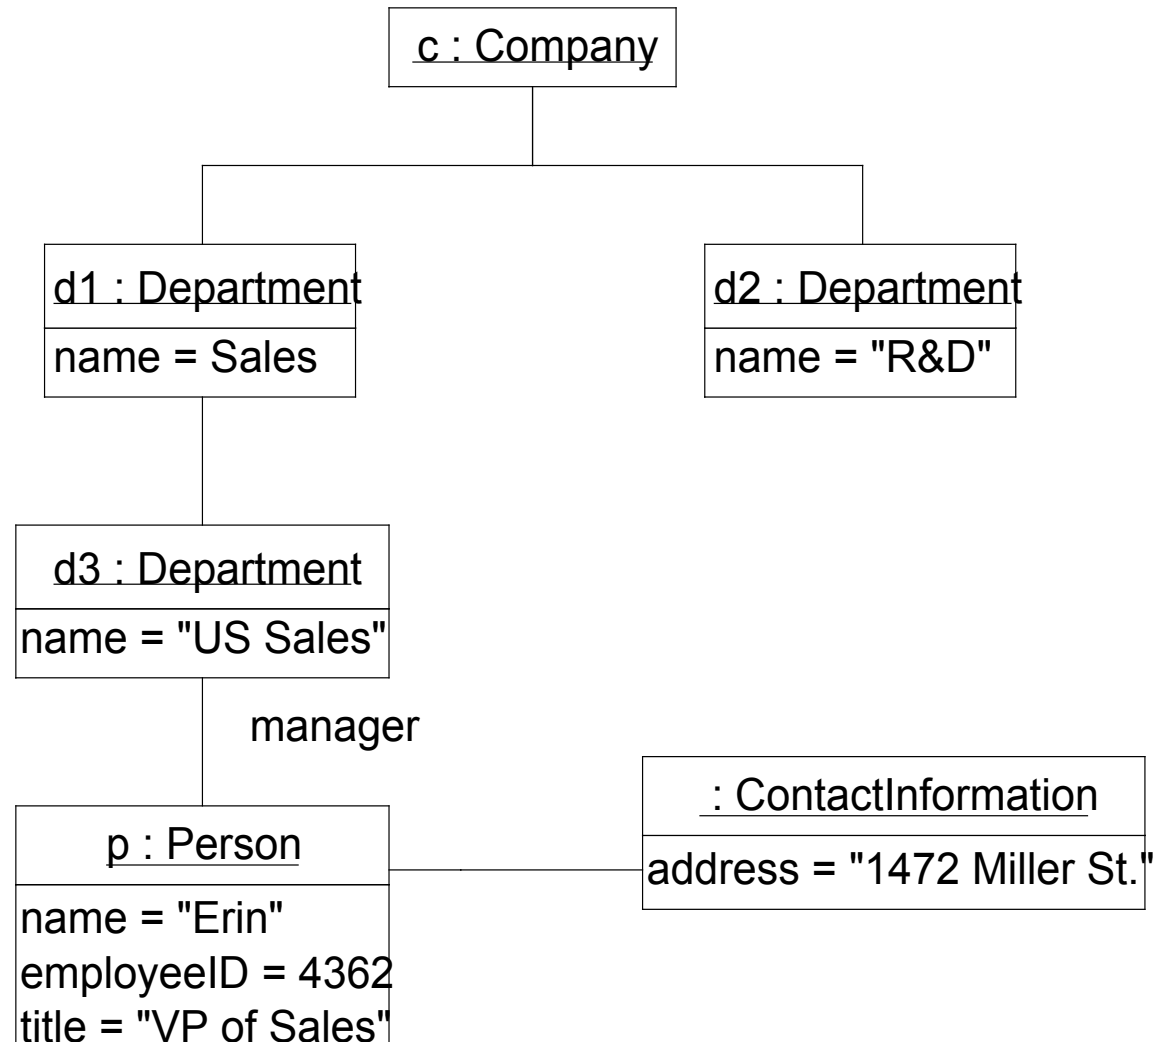 c : Company
d1 : Department
name = Sales
d2 : Department
name = "R&D"
d3 : Department
name = "US Sales"
manager
p : Person
name = "Erin"
employeeID = 4362
title = "VP of Sales"
: ContactInformation
address = "1472 Miller St."